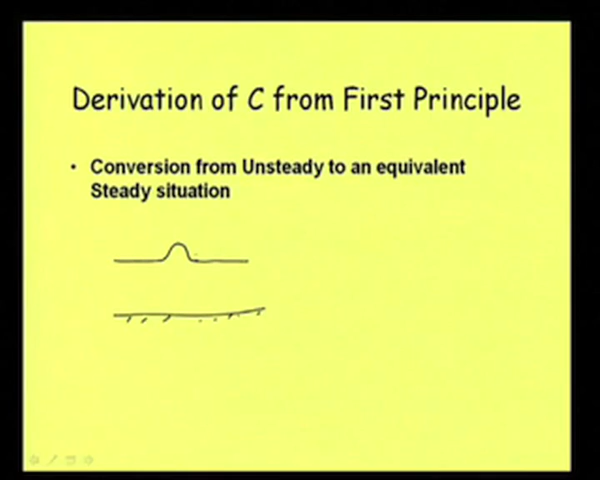 Derivation of C from First Principle
• Conversion from Unsteady to an equivalent
Steady situation